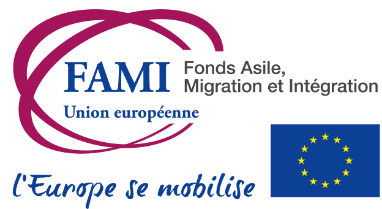 FAMI
Fonds Asile,
Migration et Intégration
Union européenne
l'Europe se mobilise